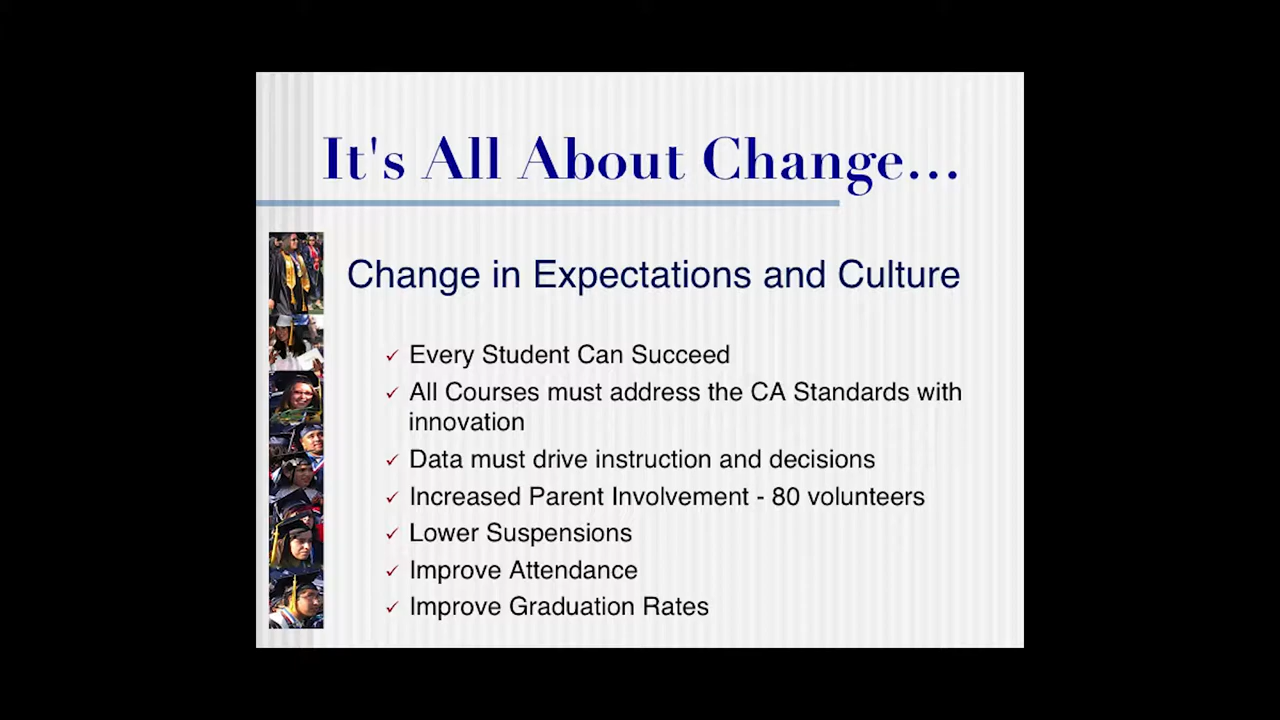 It's All About Change...
Change in Expectations and Culture
✓ Every Student Can Succeed
✓ All Courses must address the CA Standards with
innovation
✓ Data must drive instruction and decisions
✓ Increased Parent Involvement - 80 volunteers
✓ Lower Suspensions
✓ Improve Attendance
✓ Improve Graduation Rates